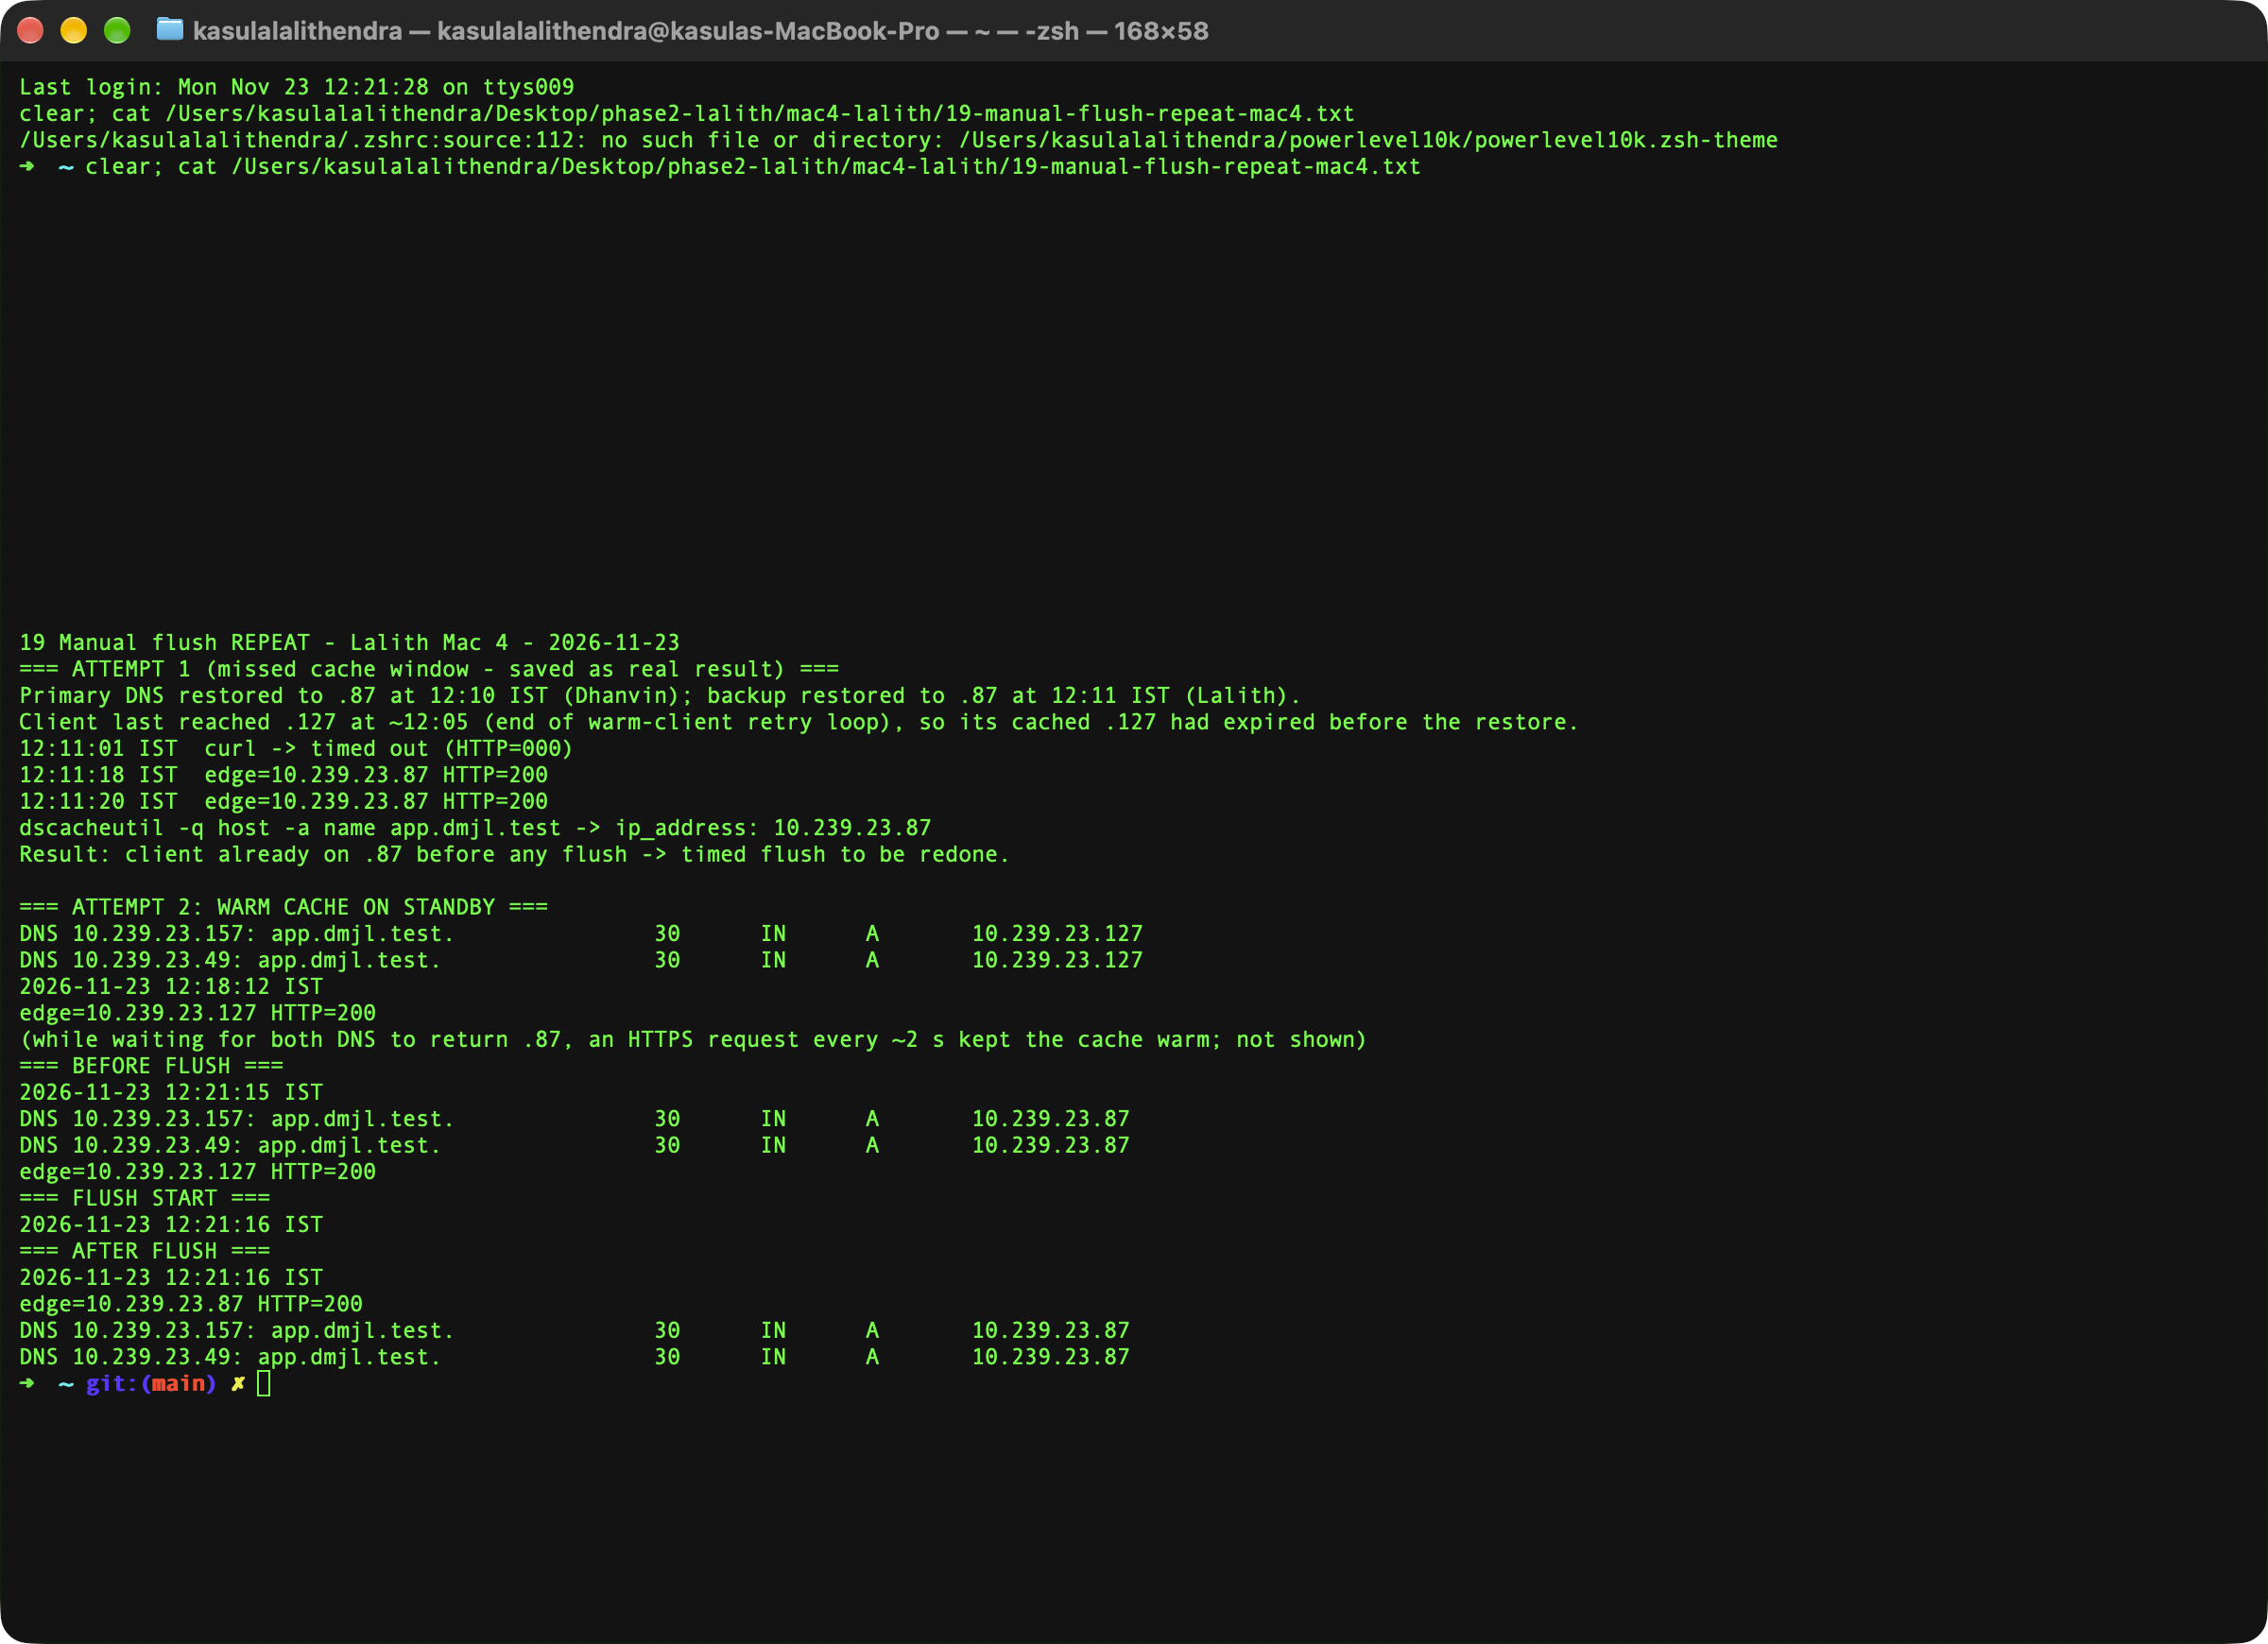 kasulalalithendra — kasulalalithendra@kasulas-MacBook-Pro — ~ — -zsh — 168×58
Last login: Mon Nov 23 12:21:28 on ttys009
clear; cat /Users/kasulalalithendra/Desktop/phase2-lalith/mac4-lalith/19-manual-flush-repeat-mac4.txt
/Users/kasulalalithendra/.zshrc:source:112: no such file or directory: /Users/kasulalalithendra/powerlevel10k/powerlevel10k.zsh-theme
➜  ~ clear; cat /Users/kasulalalithendra/Desktop/phase2-lalith/mac4-lalith/19-manual-flush-repeat-mac4.txt
19 Manual flush REPEAT - Lalith Mac 4 - 2026-11-23
=== ATTEMPT 1 (missed cache window - saved as real result) ===
Primary DNS restored to .87 at 12:10 IST (Dhanvin); backup restored to .87 at 12:11 IST (Lalith).
Client last reached .127 at ~12:05 (end of warm-client retry loop), so its cached .127 had expired before the restore.
12:11:01 IST  curl -> timed out (HTTP=000)
12:11:18 IST  edge=10.239.23.87 HTTP=200
12:11:20 IST  edge=10.239.23.87 HTTP=200
dscacheutil -q host -a name app.dmjl.test -> ip_address: 10.239.23.87
Result: client already on .87 before any flush -> timed flush to be redone.
=== ATTEMPT 2: WARM CACHE ON STANDBY ===
DNS 10.239.23.157: app.dmjl.test.		30	IN	A	10.239.23.127
DNS 10.239.23.49: app.dmjl.test.		30	IN	A	10.239.23.127
2026-11-23 12:18:12 IST
edge=10.239.23.127 HTTP=200
(while waiting for both DNS to return .87, an HTTPS request every ~2 s kept the cache warm; not shown)
=== BEFORE FLUSH ===
2026-11-23 12:21:15 IST
DNS 10.239.23.157: app.dmjl.test.		30	IN	A	10.239.23.87
DNS 10.239.23.49: app.dmjl.test.		30	IN	A	10.239.23.87
edge=10.239.23.127 HTTP=200
=== FLUSH START ===
2026-11-23 12:21:16 IST
=== AFTER FLUSH ===
2026-11-23 12:21:16 IST
edge=10.239.23.87 HTTP=200
DNS 10.239.23.157: app.dmjl.test.		30	IN	A	10.239.23.87
DNS 10.239.23.49: app.dmjl.test.		30	IN	A	10.239.23.87
➜  ~ git:(main) ✗